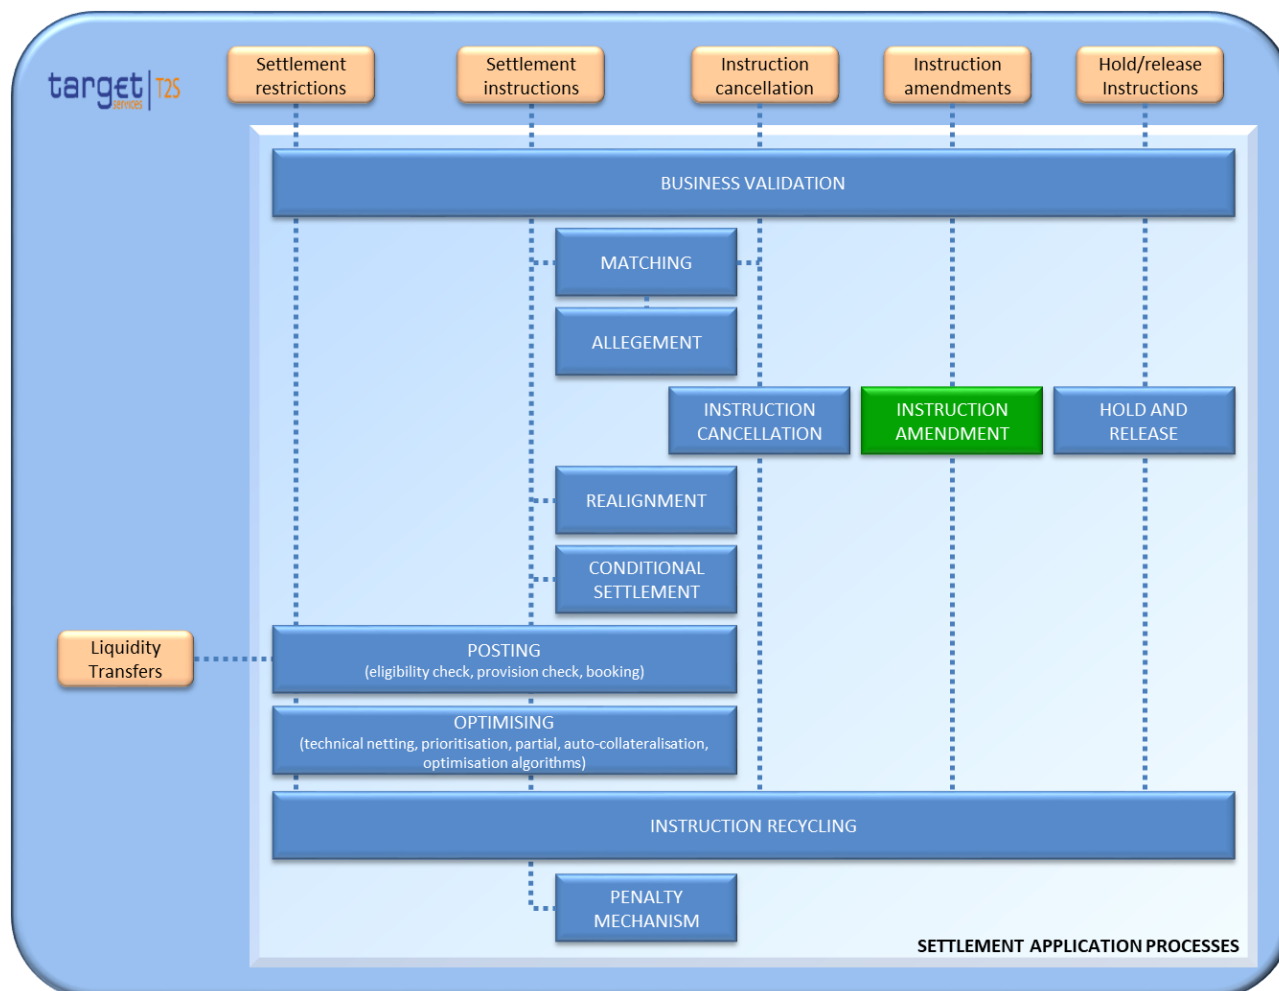 Settlement
restrictions
Settlement
instructions
Instruction
cancellation
Instruction
amendments
Hold/release
Instructions
target | T2S
services
BUSINESS VALIDATION
MATCHING
ALLEGEMENT
INSTRUCTION
CANCELLATION
INSTRUCTION
AMENDMENT
HOLD AND
RELEASE
REALIGNMENT
CONDITIONAL
SETTLEMENT
Liquidity
Transfers
POSTING
(eligibility check, provision check, booking)
OPTIMISING
(technical netting, prioritisation, partial, auto-collateralisation,
optimisation algorithms)
INSTRUCTION RECYCLING
PENALTY
MECHANISM
SETTLEMENT APPLICATION PROCESSES